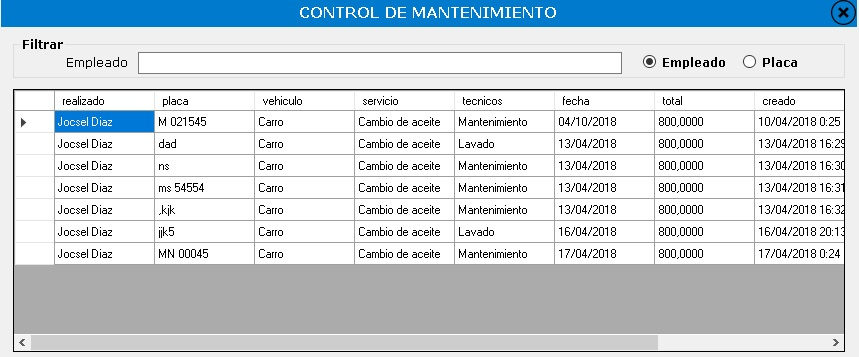 CONTROL DE MANTENIMIENTO
Filtrar
Empleado Empleado Placa
realizado placa vehiculo servicio tecnicos fecha total creado
Jocsel Diaz M 021545 Carro Cambio de aceite Mantenimiento 04/10/2018 800,0000 10/04/2018 0:25
Jocsel Diaz dad Carro Cambio de aceite Lavado 13/04/2018 800,0000 13/04/2018 16:29
Jocsel Diaz ns Carro Cambio de aceite Mantenimiento 13/04/2018 800,0000 13/04/2018 16:30
Jocsel Diaz ms 54554 Carro Cambio de aceite Mantenimiento 13/04/2018 800,0000 13/04/2018 16:31
Jocsel Diaz ,kjk Carro Cambio de aceite Mantenimiento 13/04/2018 800,0000 13/04/2018 16:32
Jocsel Diaz jjk5 Carro Cambio de aceite Lavado 16/04/2018 800,0000 16/04/2018 20:13
Jocsel Diaz MN 00045 Carro Cambio de aceite Mantenimiento 17/04/2018 800,0000 17/04/2018 0:24